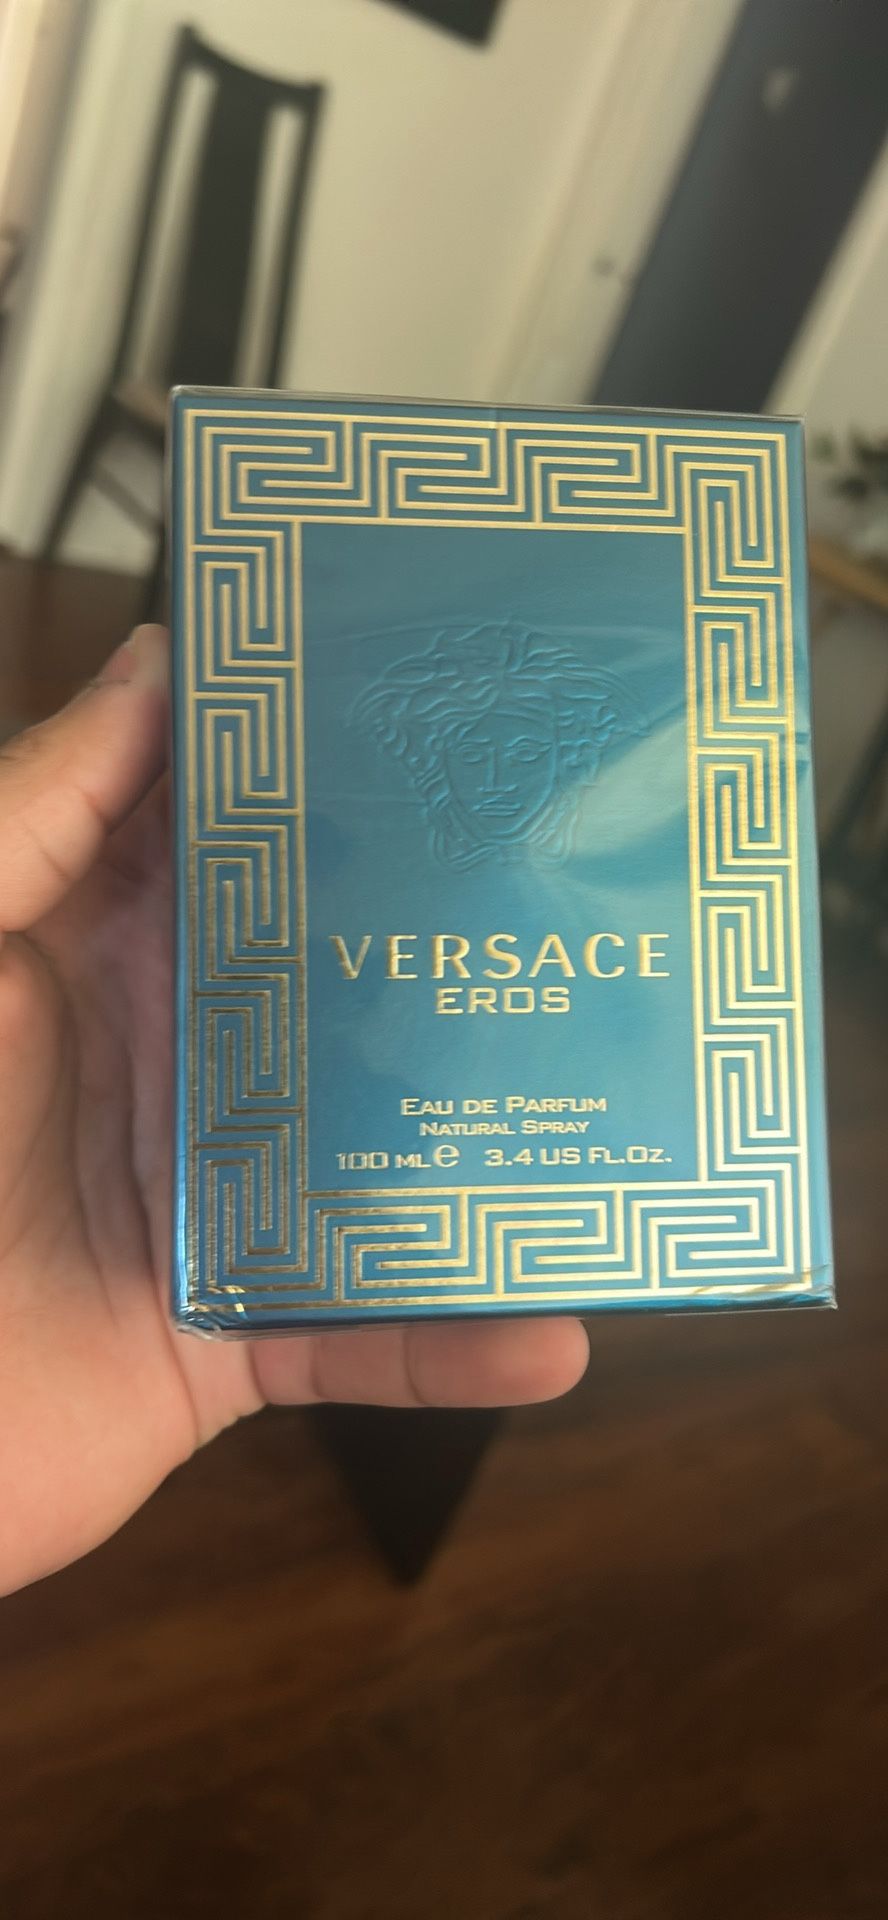 VERSACE
EROS
EAU DE PARFUM
NATURAL SPRAY
100 ML e 3.4 US FL.OZ.